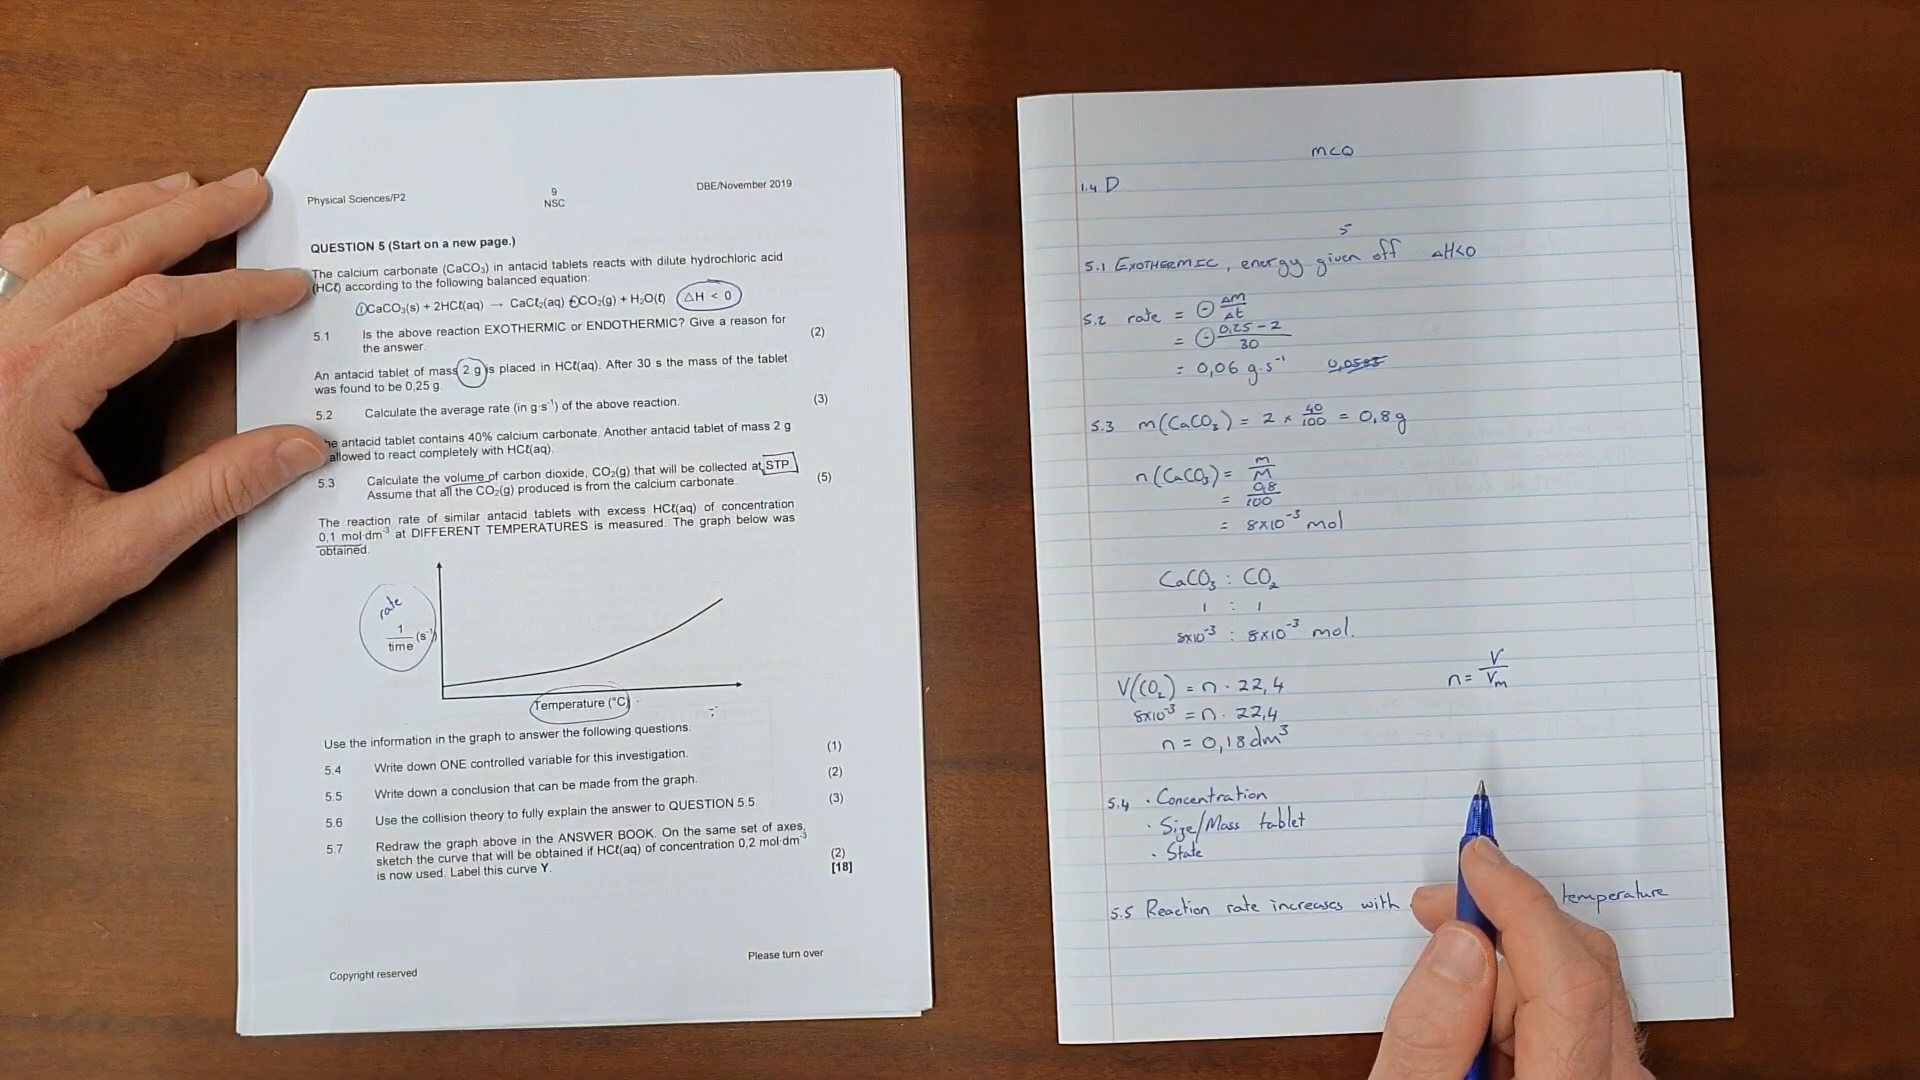 Physical Sciences/P2
9
NSC
DBE/November 2019
QUESTION 5 (Start on a new page.)
The calcium carbonate (CaCO₃) in antacid tablets reacts with dilute hydrochloric acid
(HCℓ) according to the following balanced equation:
①CaCO₃(s) + 2HCℓ(aq) → CaCℓ₂(aq) + CO₂(g) + H₂O(ℓ) ΔH < 0
5.1 Is the above reaction EXOTHERMIC or ENDOTHERMIC? Give a reason for
the answer. (2)
An antacid tablet of mass 2 g is placed in HCℓ(aq). After 30 s the mass of the tablet
was found to be 0,25 g.
5.2 Calculate the average rate (in g·s⁻¹) of the above reaction. (3)
he antacid tablet contains 40% calcium carbonate. Another antacid tablet of mass 2 g
allowed to react completely with HCℓ(aq).
5.3 Calculate the volume of carbon dioxide, CO₂(g) that will be collected at STP.
Assume that all the CO₂(g) produced is from the calcium carbonate. (5)
The reaction rate of similar antacid tablets with excess HCℓ(aq) of concentration
0,1 mol·dm⁻³ at DIFFERENT TEMPERATURES is measured. The graph below was
obtained.
rate
1
time (s⁻¹)
Temperature (°C)
Use the information in the graph to answer the following questions.
5.4 Write down ONE controlled variable for this investigation. (1)
5.5 Write down a conclusion that can be made from the graph. (2)
5.6 Use the collision theory to fully explain the answer to QUESTION 5.5 (3)
5.7 Redraw the graph above in the ANSWER BOOK. On the same set of axes,
sketch the curve that will be obtained if HCℓ(aq) of concentration 0,2 mol·dm⁻³
is now used. Label this curve Y. (2)
[18]
Please turn over
Copyright reserved
MCQ
1.4 D
5
5.1 EXOTHERMIC, energy given off ΔH<0
5.2 rate = - ΔM/Δt
= - (0,25 - 2)/30
= 0,06 g·s⁻¹
5.3 m(CaCO₃) = 2 × 40/100 = 0,8g
n(CaCO₃) = m/M
= 0,8/100
= 8×10⁻³ mol
CaCO₃ : CO₂
1 : 1
8×10⁻³ : 8×10⁻³ mol.
V(CO₂) = n · 22,4
n = V/Vm
8×10⁻³ = n · 22,4
n = 0,18 dm³
5.4 · Concentration
· Size/Mass tablet
· State
5.5 Reaction rate increases with temperature